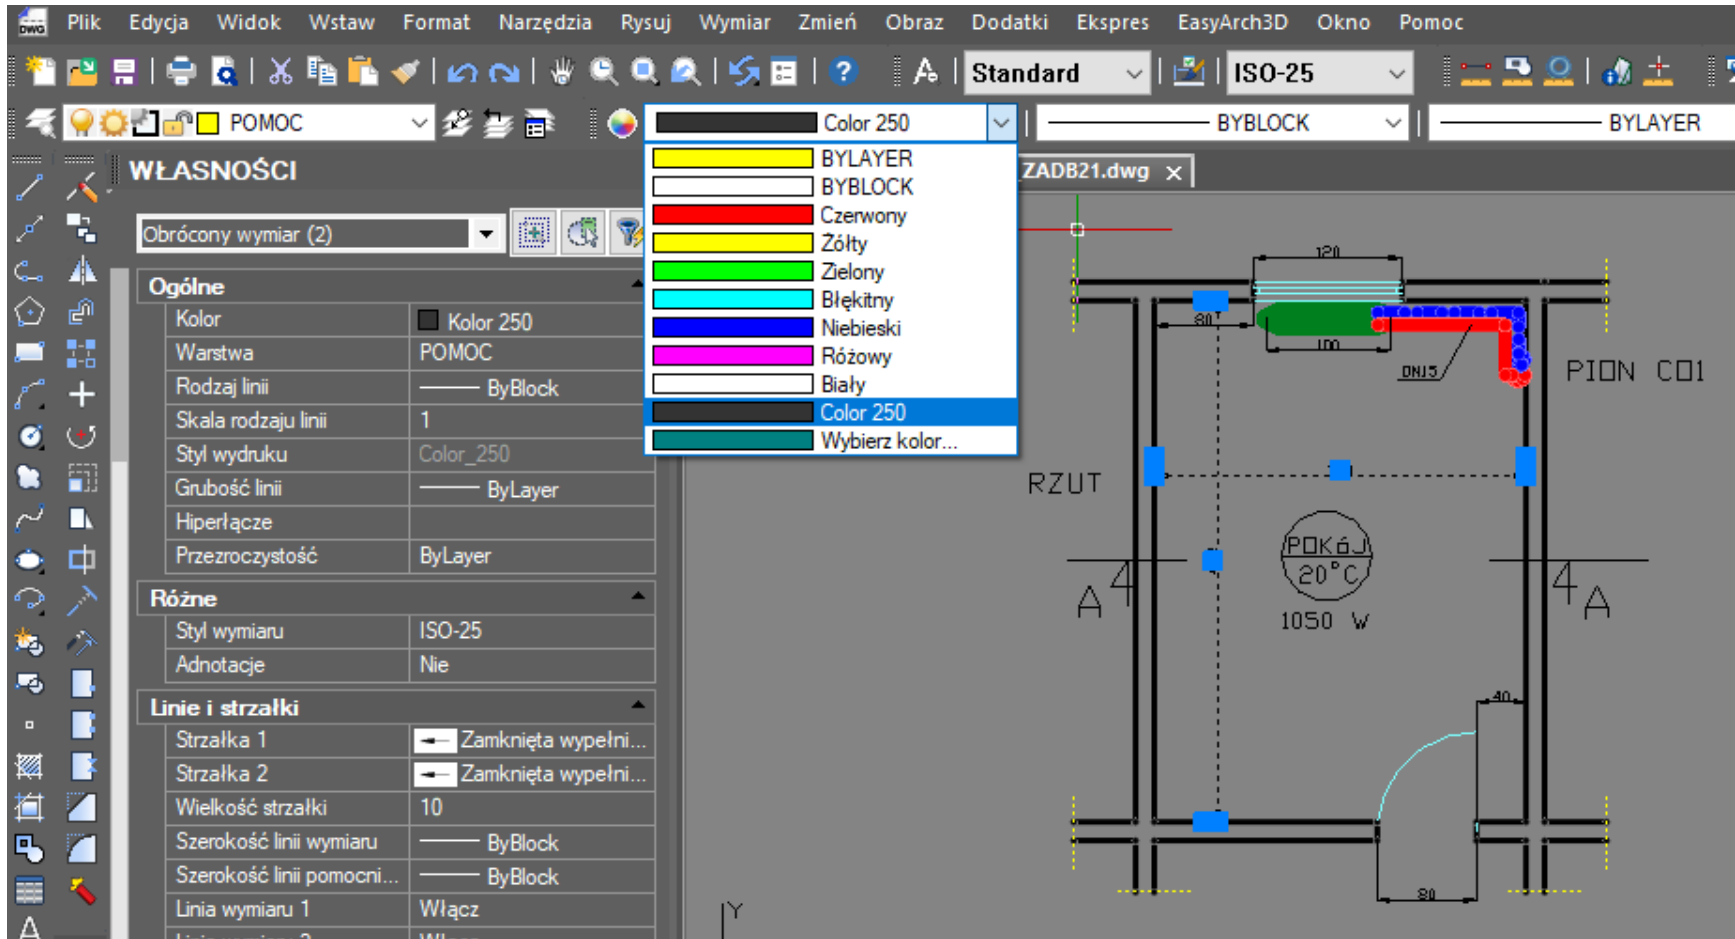 DWG Plik Edycja Widok Wstaw Format Narzędzia Rysuj Wymiar Zmień Obraz Dodatki Ekspres EasyArch3D Okno Pomoc
Standard ISO-25
POMOC Color 250 BYBLOCK BYLAYER
WŁASNOŚCI
ZADB21.dwg
Obrócony wymiar (2)
Ogólne
Kolor Kolor 250
Warstwa POMOC
Rodzaj linii ByBlock
Skala rodzaju linii 1
Styl wydruku Color_250
Grubość linii ByLayer
Hiperłącze
Przezroczystość ByLayer
Różne
Styl wymiaru ISO-25
Adnotacje Nie
Linie i strzałki
Strzałka 1 Zamknięta wypełni...
Strzałka 2 Zamknięta wypełni...
Wielkość strzałki 10
Szerokość linii wymiaru ByBlock
Szerokość linii pomocni... ByBlock
Linia wymiaru 1 Włącz
BYLAYER
BYBLOCK
Czerwony
Żółty
Zielony
Błękitny
Niebieski
Różowy
Biały
Color 250
Wybierz kolor...
120
80
100
DN15
PION CO1
RZUT
POKÓJ
20°C
1050 W
A 4
4 A
40
80
Y